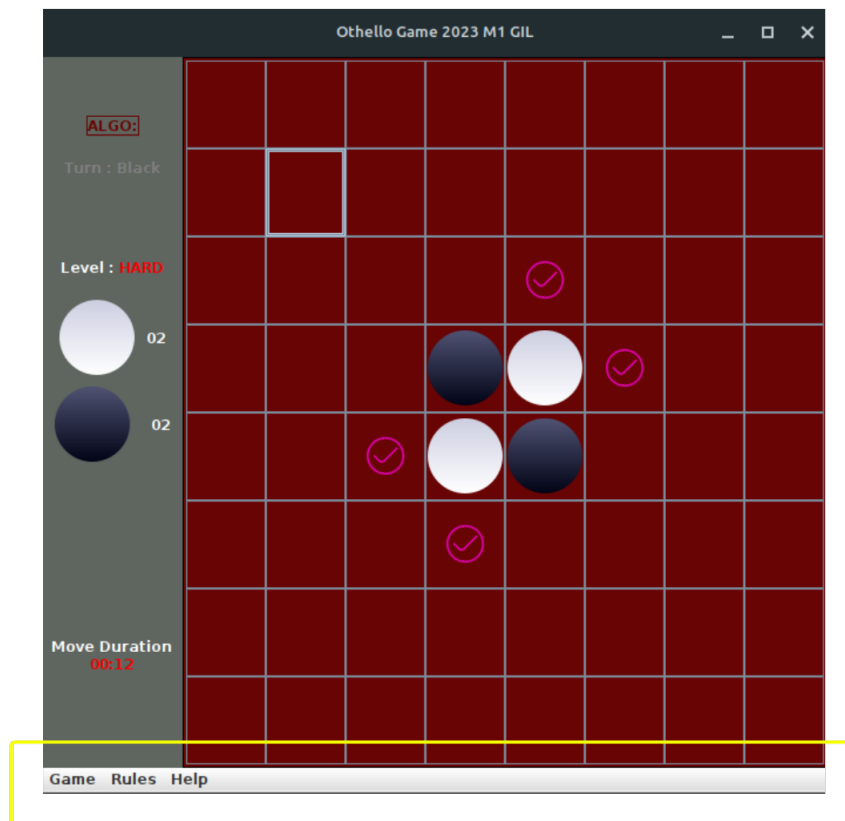 Othello Game 2023 M1 GIL
ALGO:
Turn : Black
Level : HARD
02
02
Move Duration
00:12
Game Rules Help